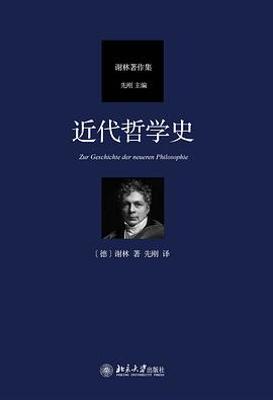 谢林著作集
先刚 主编
近代哲学史
Zur Geschichte der neueren Philosophie
〔德〕谢林 著 先刚 译
北京大学出版社